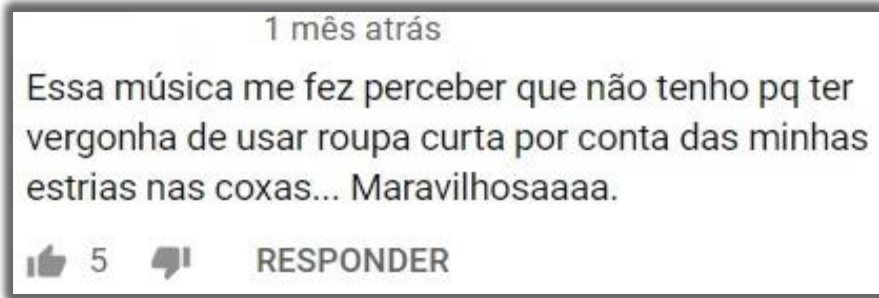 1 mês atrás
Essa música me fez perceber que não tenho pq ter
vergonha de usar roupa curta por conta das minhas
estrias nas coxas... Maravilhosaaaa.
5 RESPONDER